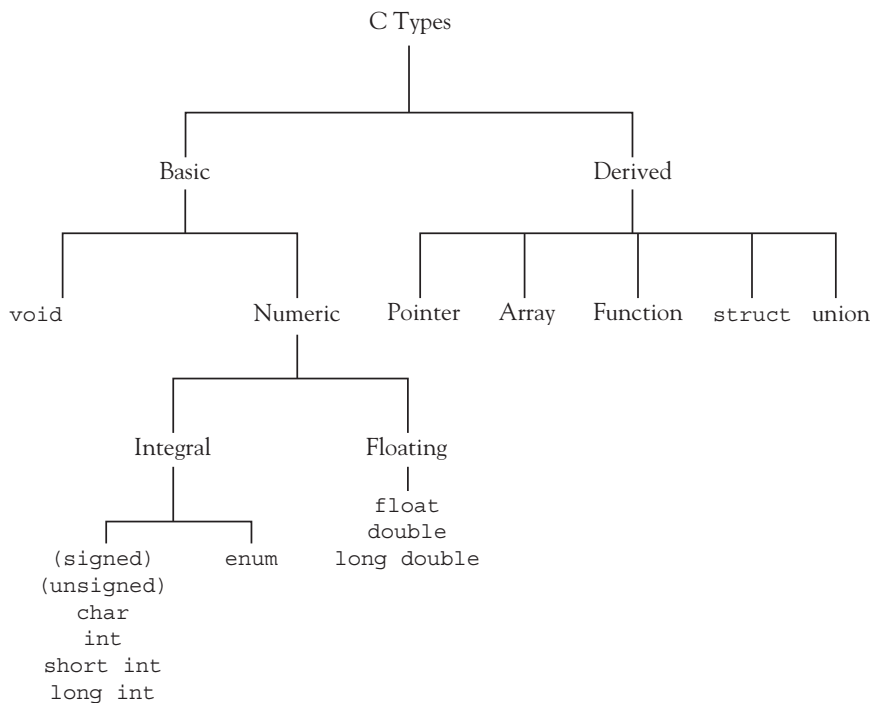 C Types
Basic
Derived
void
Numeric
Pointer
Array
Function
struct
union
Integral
Floating
float
double
long double
(signed)
(unsigned)
char
int
short int
long int
enum